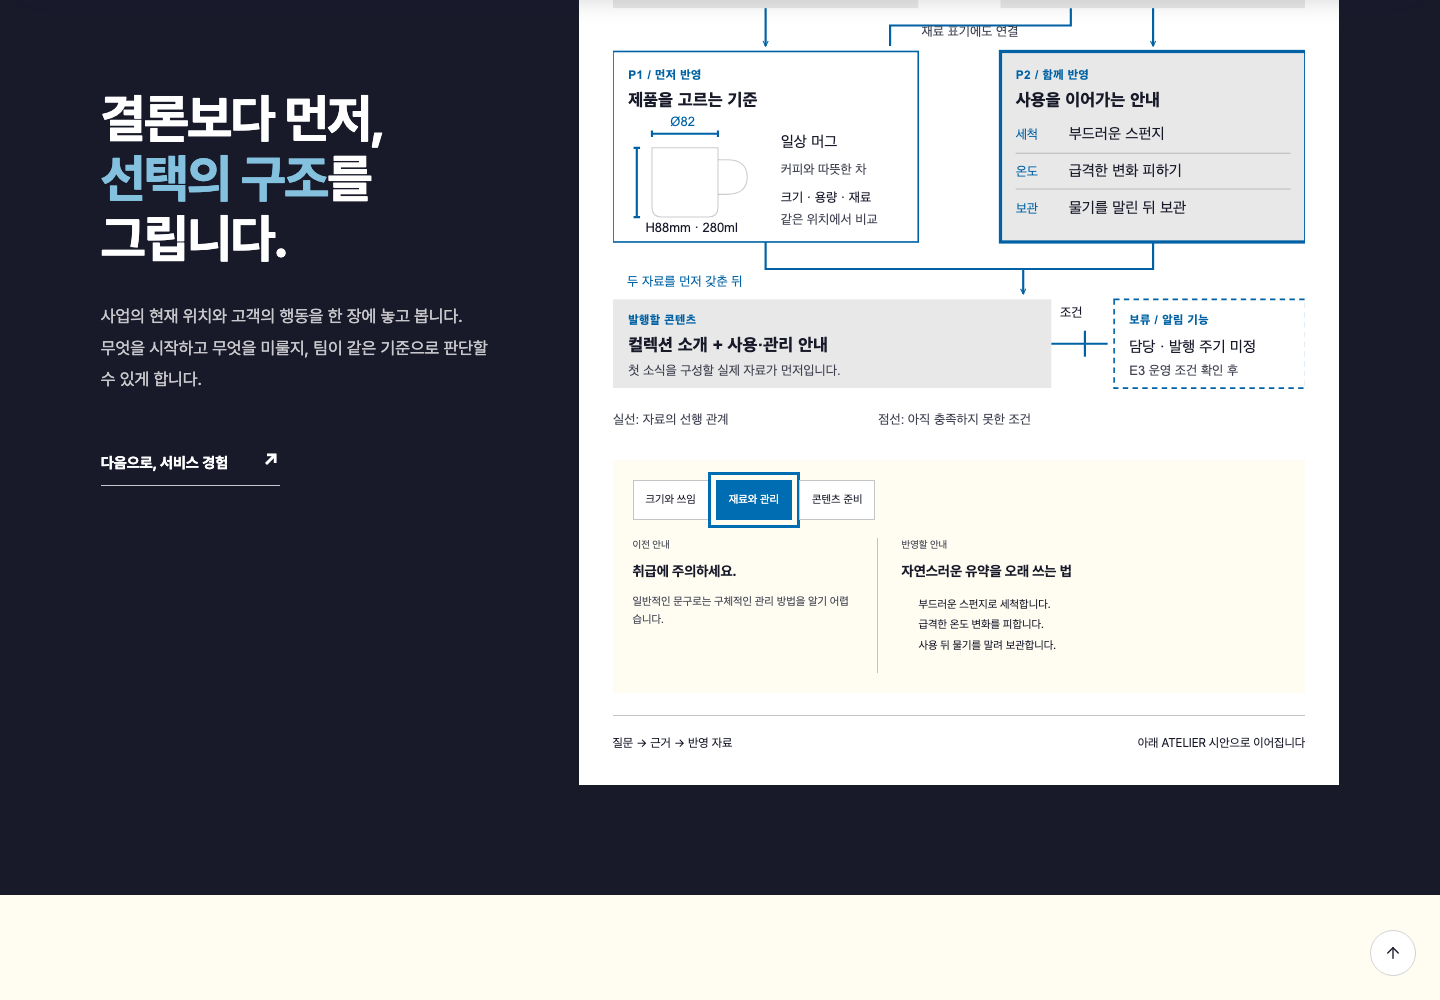 결론보다 먼저,
선택의 구조를
그립니다.
사업의 현재 위치와 고객의 행동을 한 장에 놓고 봅니다.
무엇을 시작하고 무엇을 미룰지, 팀이 같은 기준으로 판단할
수 있게 합니다.
다음으로, 서비스 경험
재료 표기에도 연결
P1 / 먼저 반영
제품을 고르는 기준
Ø82
H88mm · 280ml
일상 머그
커피와 따뜻한 차
크기 · 용량 · 재료
같은 위치에서 비교
P2 / 함께 반영
사용을 이어가는 안내
세척 부드러운 스펀지
온도 급격한 변화 피하기
보관 물기를 말린 뒤 보관
두 자료를 먼저 갖춘 뒤
발행할 콘텐츠
컬렉션 소개 + 사용·관리 안내
첫 소식을 구성할 실제 자료가 먼저입니다.
조건
보류 / 알림 기능
담당 · 발행 주기 미정
E3 운영 조건 확인 후
실선: 자료의 선행 관계
점선: 아직 충족하지 못한 조건
크기와 쓰임
재료와 관리
콘텐츠 준비
이전 안내
취급에 주의하세요.
일반적인 문구로는 구체적인 관리 방법을 알기 어렵
습니다.
반영할 안내
자연스러운 유약을 오래 쓰는 법
부드러운 스펀지로 세척합니다.
급격한 온도 변화를 피합니다.
사용 뒤 물기를 말려 보관합니다.
질문 → 근거 → 반영 자료
아래 ATELIER 시안으로 이어집니다